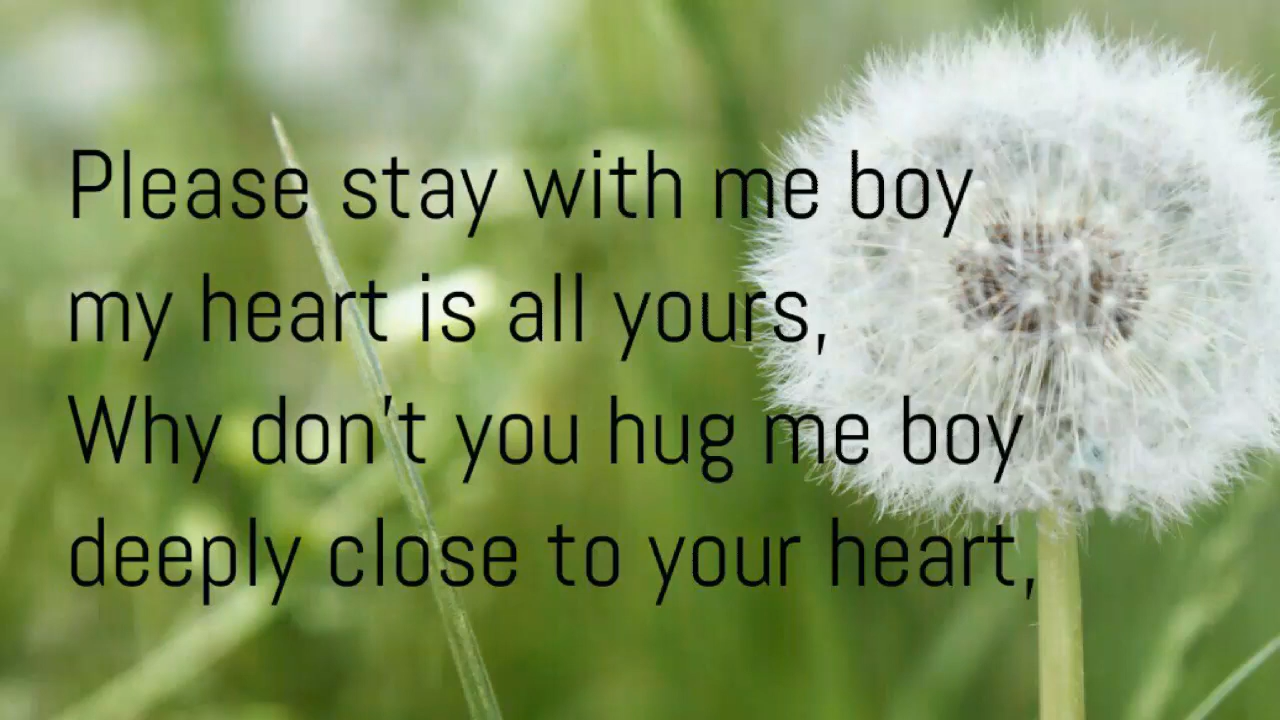 Please stay with me boy
my heart is all yours,
Why don't you hug me boy
deeply close to your heart,